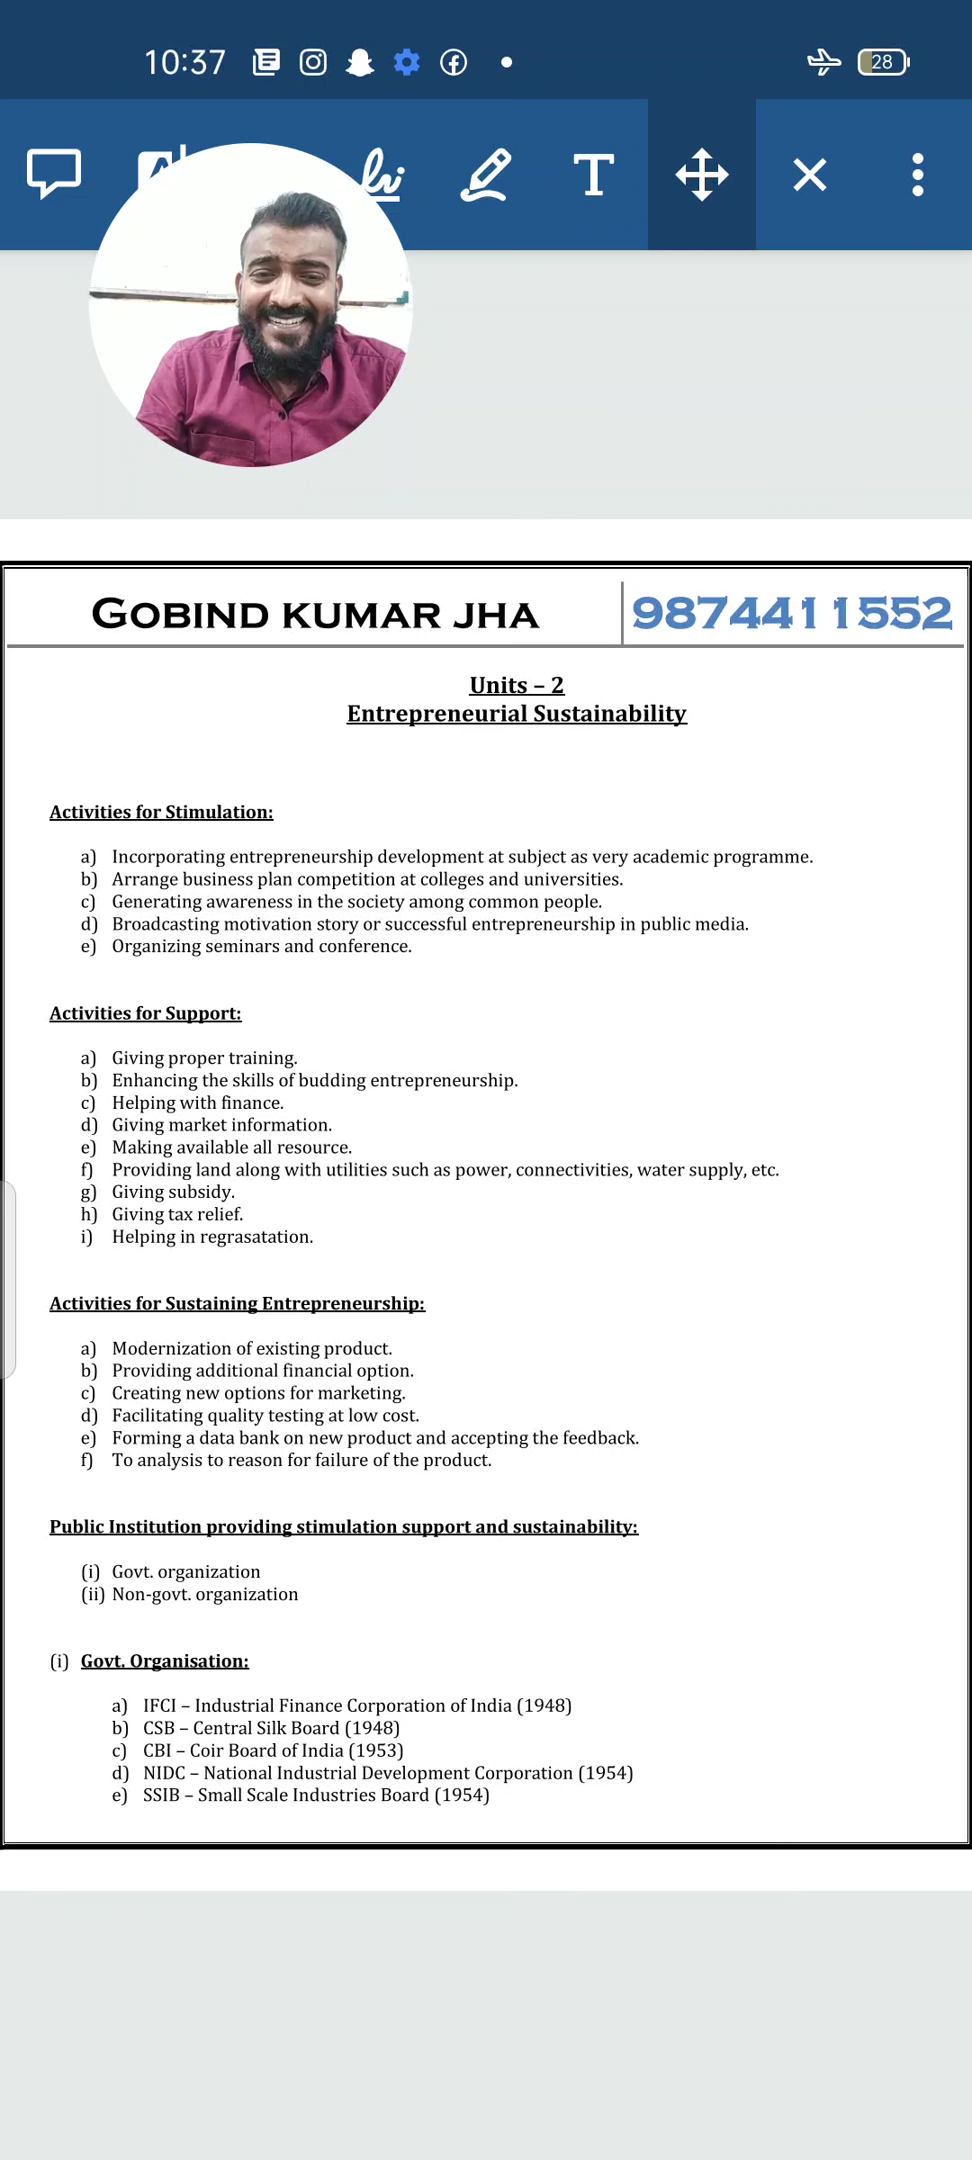 10:37
28
T
GOBIND KUMAR JHA
9874411552
Units – 2
Entrepreneurial Sustainability
Activities for Stimulation:
a) Incorporating entrepreneurship development at subject as very academic programme.
b) Arrange business plan competition at colleges and universities.
c) Generating awareness in the society among common people.
d) Broadcasting motivation story or successful entrepreneurship in public media.
e) Organizing seminars and conference.
Activities for Support:
a) Giving proper training.
b) Enhancing the skills of budding entrepreneurship.
c) Helping with finance.
d) Giving market information.
e) Making available all resource.
f) Providing land along with utilities such as power, connectivities, water supply, etc.
g) Giving subsidy.
h) Giving tax relief.
i) Helping in regrasatation.
Activities for Sustaining Entrepreneurship:
a) Modernization of existing product.
b) Providing additional financial option.
c) Creating new options for marketing.
d) Facilitating quality testing at low cost.
e) Forming a data bank on new product and accepting the feedback.
f) To analysis to reason for failure of the product.
Public Institution providing stimulation support and sustainability:
(i) Govt. organization
(ii) Non-govt. organization
(i) Govt. Organisation:
a) IFCI – Industrial Finance Corporation of India (1948)
b) CSB – Central Silk Board (1948)
c) CBI – Coir Board of India (1953)
d) NIDC – National Industrial Development Corporation (1954)
e) SSIB – Small Scale Industries Board (1954)